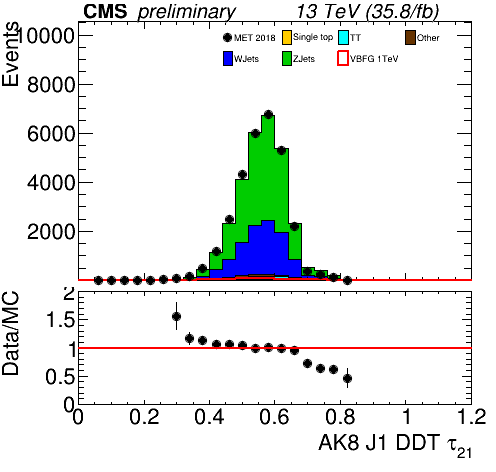 CMS preliminary 13 TeV (35.8/fb)
Events
10000
8000
6000
4000
2000
MET 2018 Single top TT Other
WJets ZJets VBFG 1TeV
Data/MC
2
1.5
1
0.5
0
0 0.2 0.4 0.6 0.8 1 1.2
AK8 J1 DDT τ21